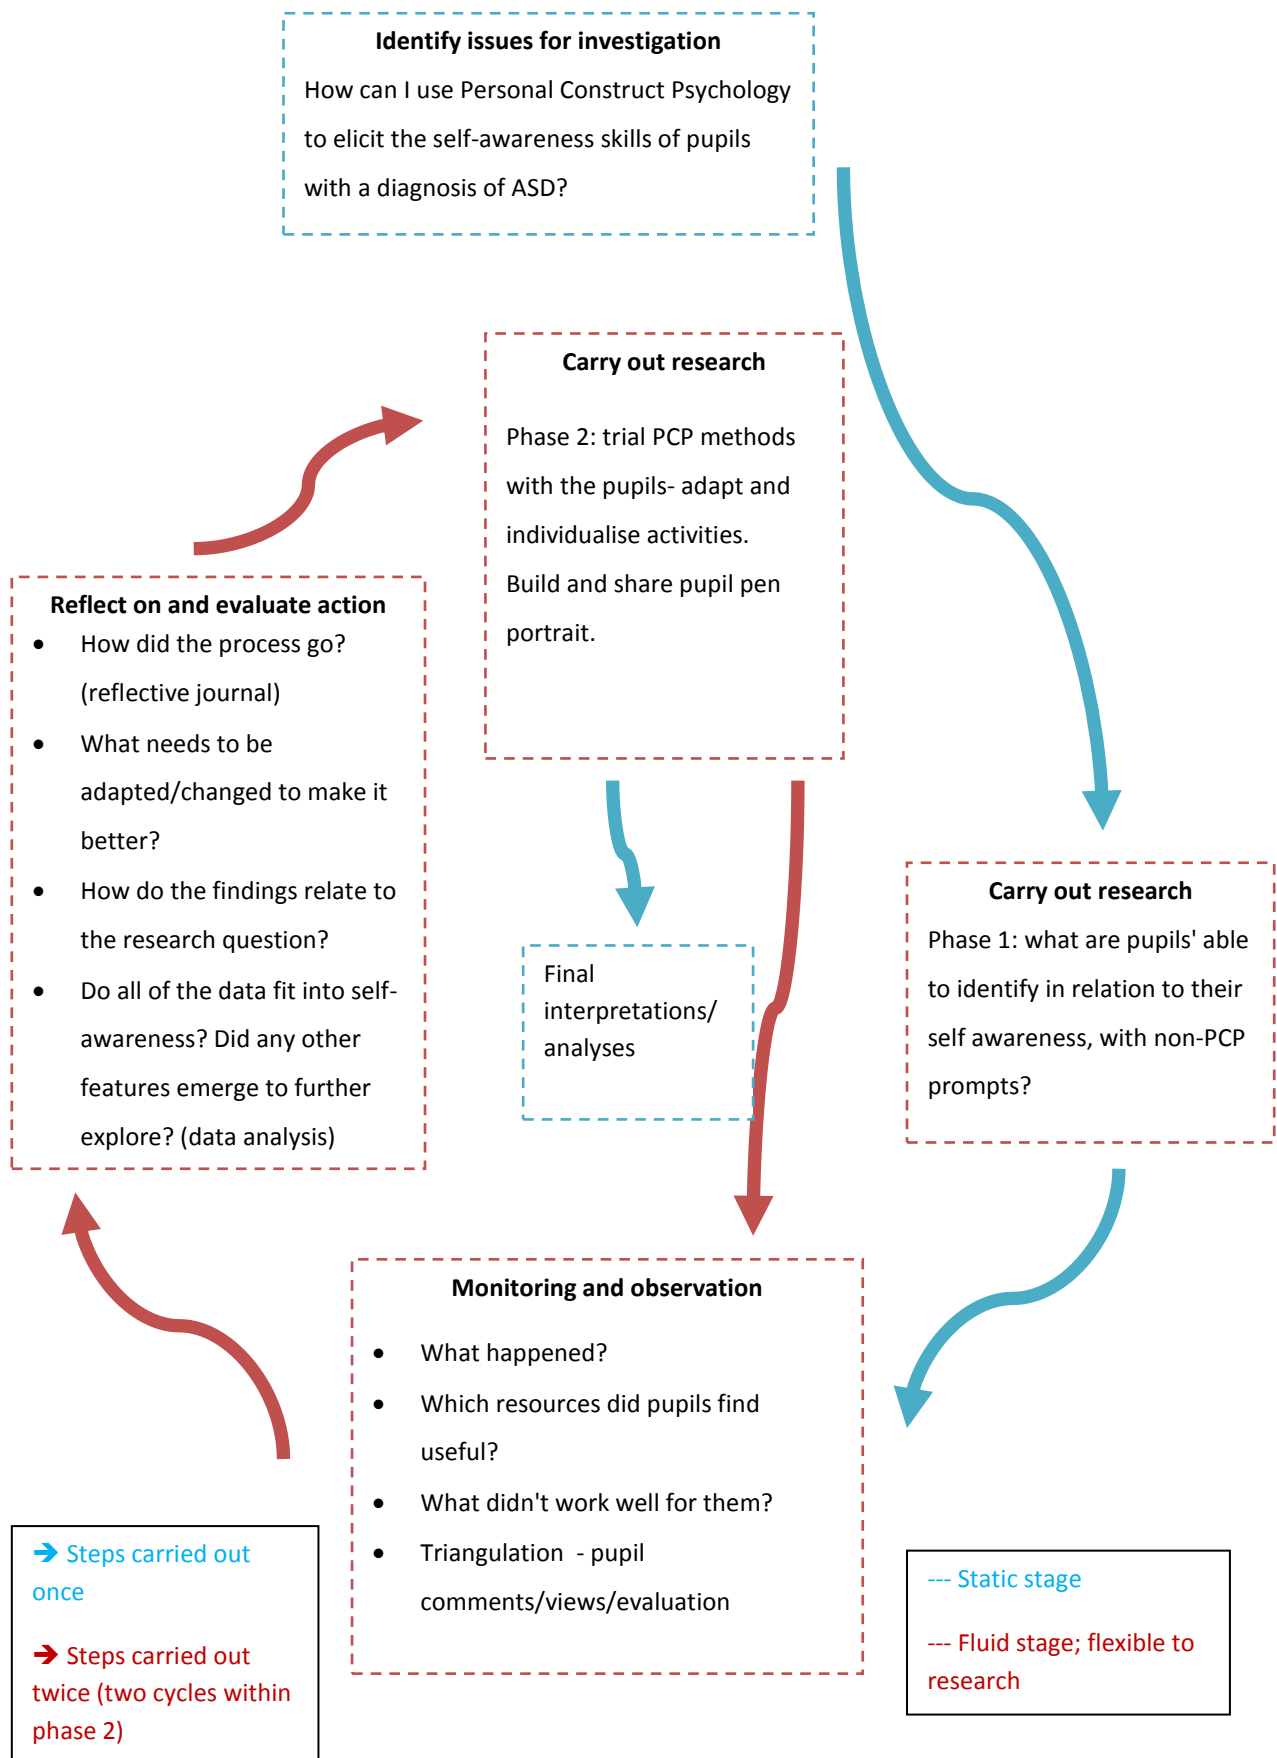 Identify issues for investigation
How can I use Personal Construct Psychology
to elicit the self-awareness skills of pupils
with a diagnosis of ASD?
Carry out research
Phase 2: trial PCP methods
with the pupils- adapt and
individualise activities.
Build and share pupil pen
portrait.
Reflect on and evaluate action
• How did the process go?
(reflective journal)
• What needs to be
adapted/changed to make it
better?
• How do the findings relate to
the research question?
• Do all of the data fit into self-
awareness? Did any other
features emerge to further
explore? (data analysis)
Final
interpretations/
analyses
Carry out research
Phase 1: what are pupils' able
to identify in relation to their
self awareness, with non-PCP
prompts?
Monitoring and observation
• What happened?
• Which resources did pupils find
useful?
• What didn't work well for them?
• Triangulation - pupil
comments/views/evaluation
➔ Steps carried out
once
➔ Steps carried out
twice (two cycles within
phase 2)
--- Static stage
--- Fluid stage; flexible to
research